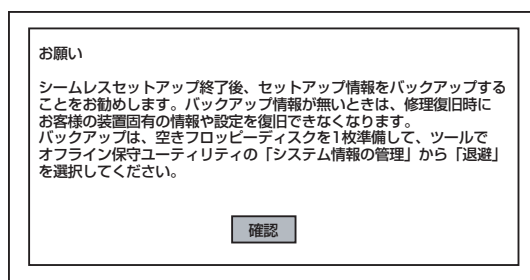 お願い
シームレスセットアップ終了後、セットアップ情報をバックアップする
ことをお勧めします。バックアップ情報が無いときは、修理復旧時に
お客様の装置固有の情報や設定を復旧できなくなります。
バックアップは、空きフロッピーディスクを1枚準備して、ツールで
オフライン保守ユーティリティの「システム情報の管理」から「退避」
を選択してください。
確認